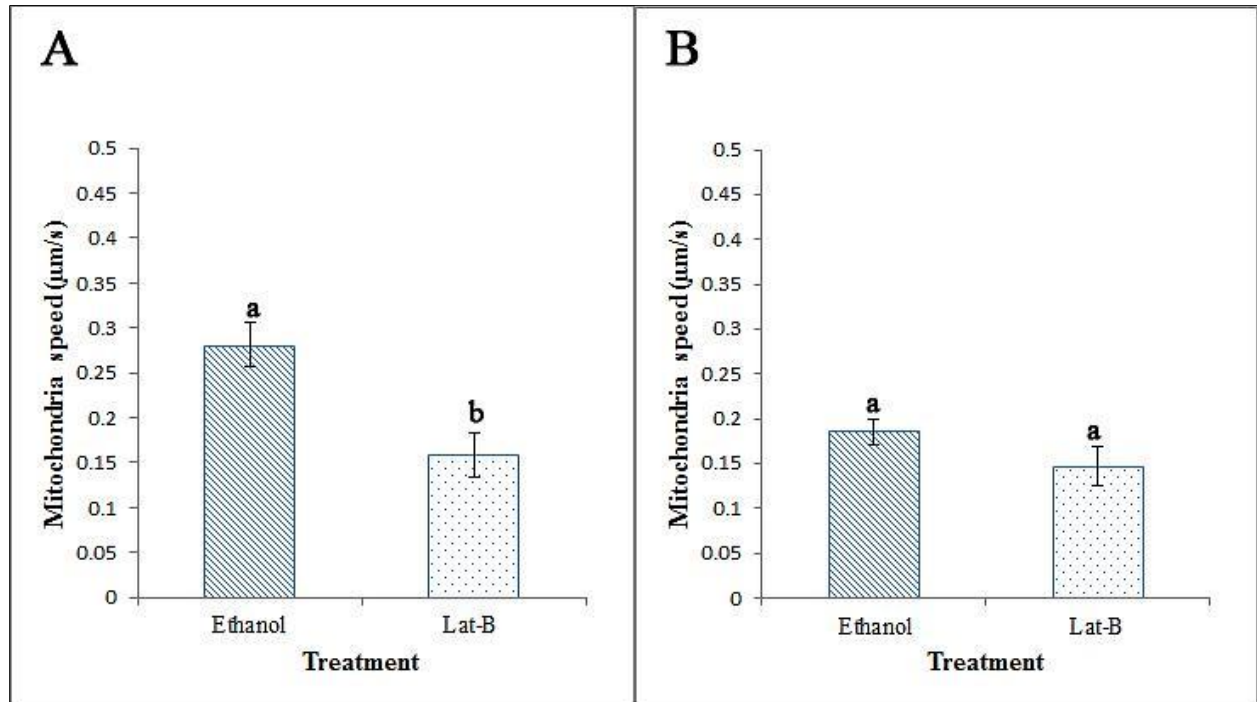 A
Mitochondria speed (µm/s)
0.5
0.45
0.4
0.35
0.3
0.25
0.2
0.15
0.1
0.05
0
a
b
Ethanol Lat-B
Treatment
B
Mitochondria speed (µm/s)
0.5
0.45
0.4
0.35
0.3
0.25
0.2
0.15
0.1
0.05
0
a
a
Ethanol Lat-B
Treatment